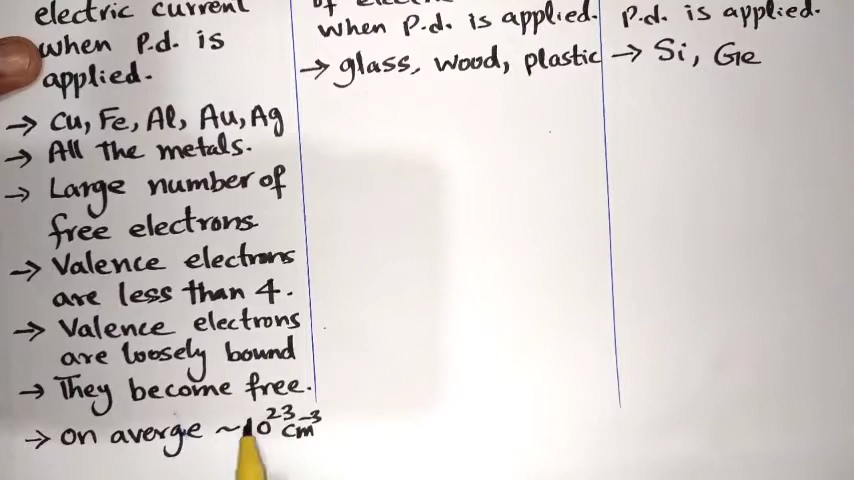 electric current
when P.d. is
applied.
→ Cu, Fe, Al, Au, Ag
→ All the metals.
→ Large number of
free electrons
→ Valence electrons
are less than 4.
→ Valence electrons
are loosely bound
→ They become free.
→ on averge ~10²³ cm⁻³
when P.d. is applied.
→ glass, wood, plastic
P.d. is applied.
→ Si, Ge